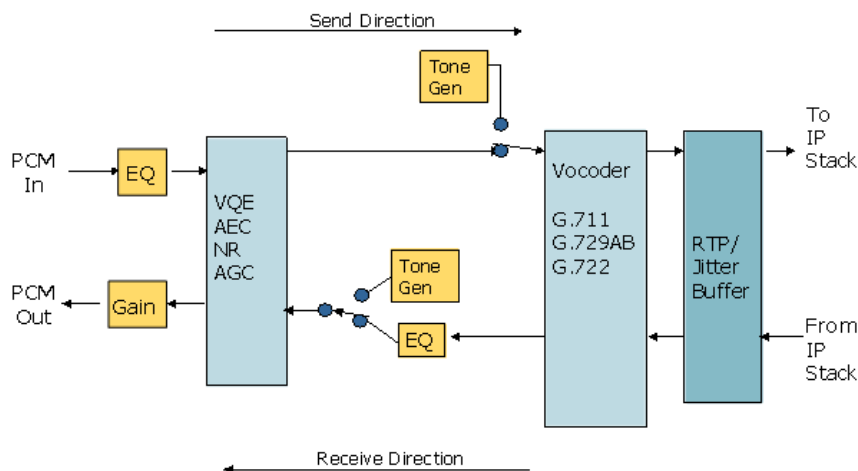 Send Direction
Tone
Gen
To
IP
Stack
PCM
In
EQ
VQE
AEC
NR
AGC
Vocoder
G.711
G.729AB
G.722
RTP/
Jitter
Buffer
Tone
Gen
PCM
Out
Gain
EQ
From
IP
Stack
Receive Direction